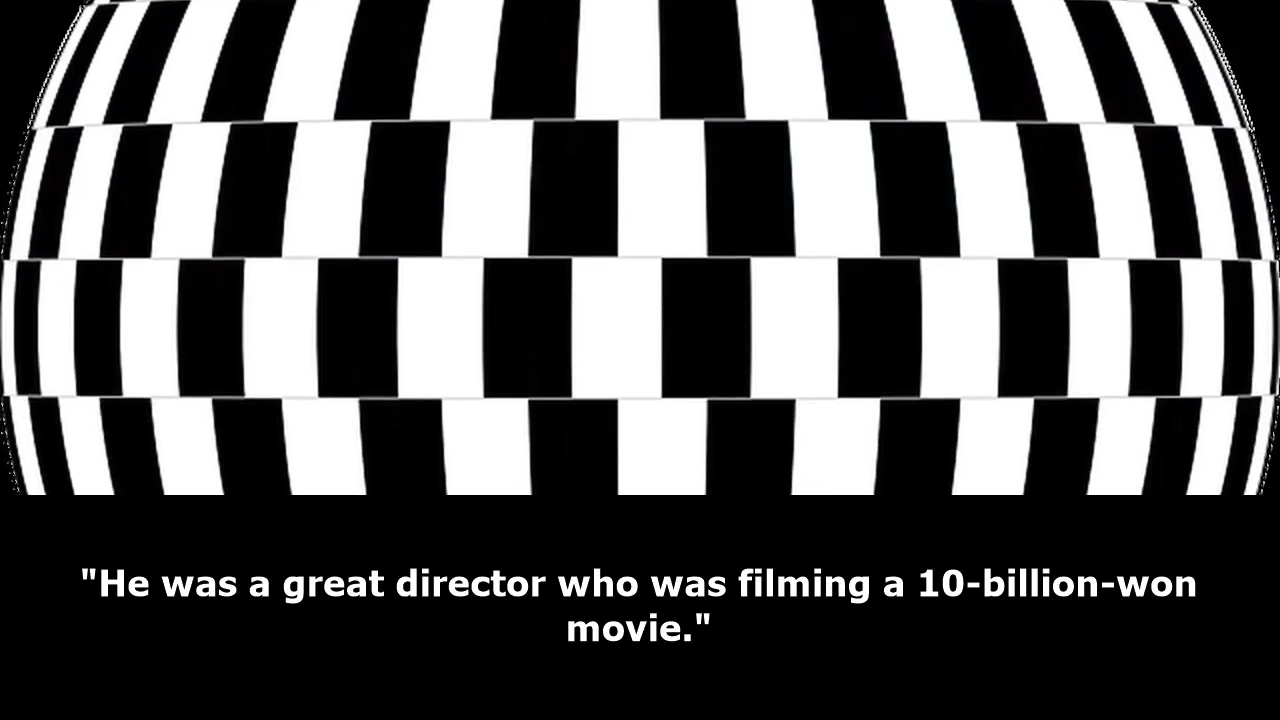 "He was a great director who was filming a 10-billion-won
movie."